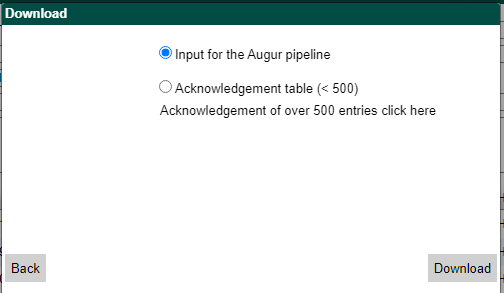 Download
Input for the Augur pipeline
Acknowledgement table (< 500)
Acknowledgement of over 500 entries click here
Back
Download